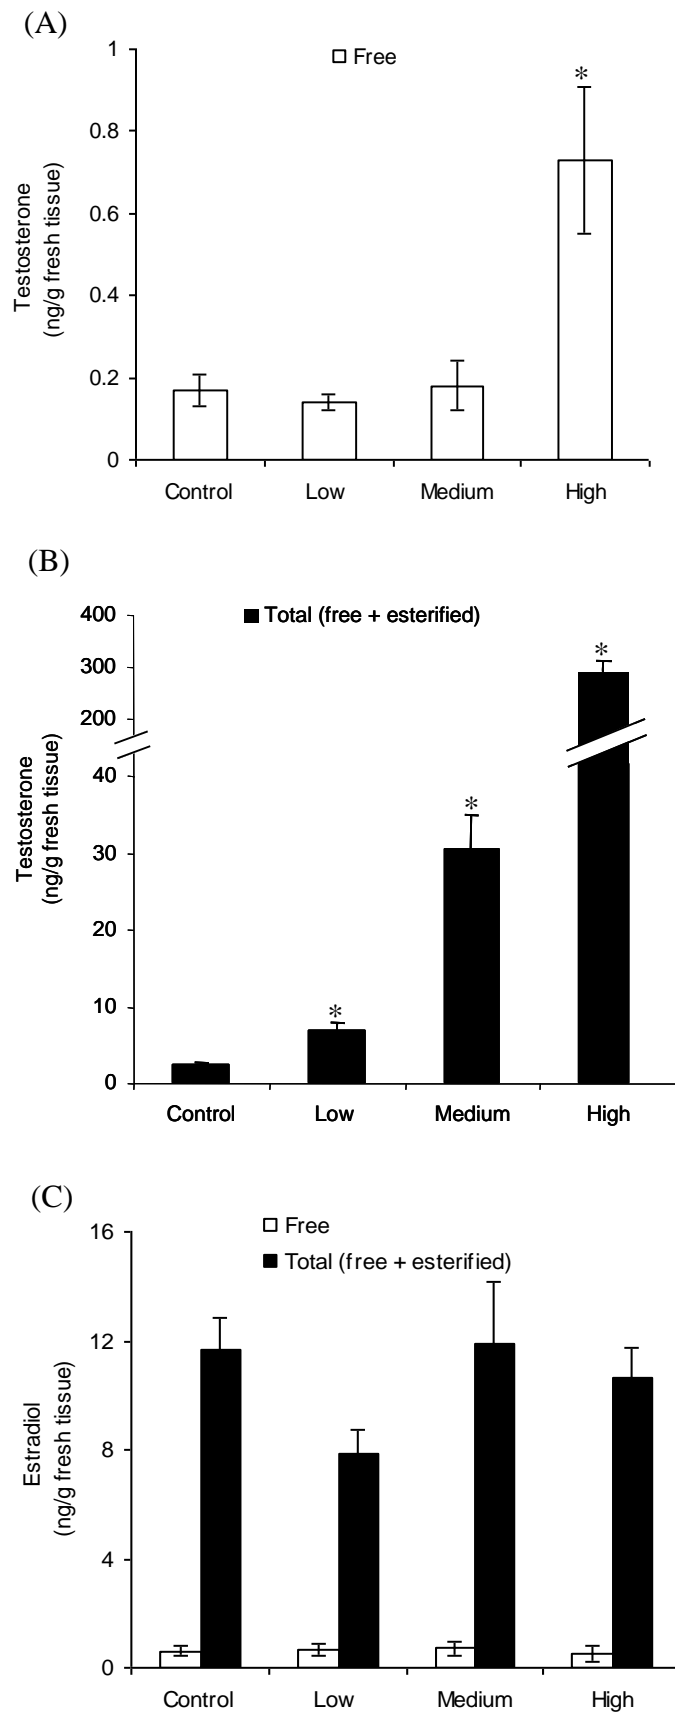 (A)
Free
1
0.8
0.6
0.4
0.2
0
Testosterone
(ng/g fresh tissue)
*
Control Low Medium High
(B)
Total (free + esterified)
400
300
200
40
30
20
10
0
Testosterone
(ng/g fresh tissue)
*
*
*
Control Low Medium High
(C)
Free
Total (free + esterified)
16
12
8
4
0
Estradiol
(ng/g fresh tissue)
Control Low Medium High